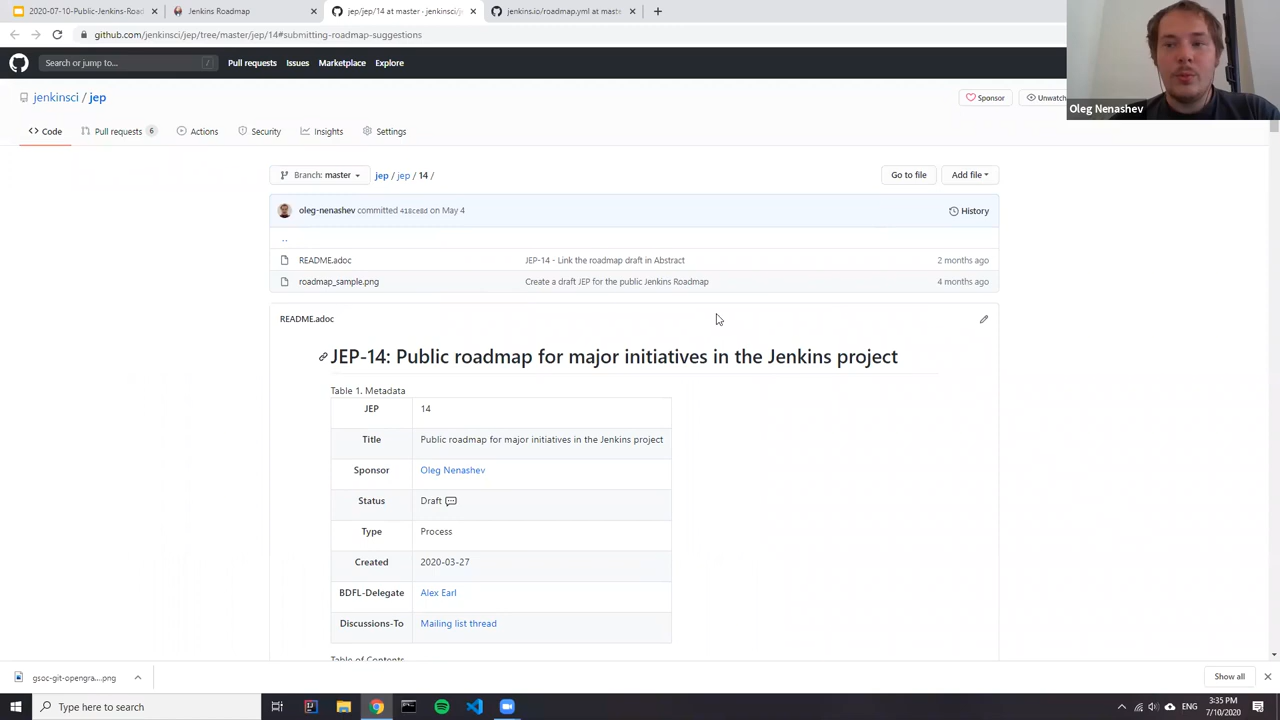 2020-07-10-Public-Jenkins-Road
Jenkins Roadmap
jep/jep/14 at master · jenkinsci/je
jenkins.io/roadmap.yml at master
github.com/jenkinsci/jep/tree/master/jep/14#submitting-roadmap-suggestions
Search or jump to...
/
Pull requests
Issues
Marketplace
Explore
jenkinsci / jep
Sponsor
Unwatch
Oleg Nenashev
Code
Pull requests 6
Actions
Security
Insights
Settings
Branch: master
jep / jep / 14 /
Go to file
Add file
oleg-nenashev committed 418ce8d on May 4
History
..
README.adoc
JEP-14 - Link the roadmap draft in Abstract
2 months ago
roadmap_sample.png
Create a draft JEP for the public Jenkins Roadmap
4 months ago
README.adoc
JEP-14: Public roadmap for major initiatives in the Jenkins project
Table 1. Metadata
JEP
14
Title
Public roadmap for major initiatives in the Jenkins project
Sponsor
Oleg Nenashev
Status
Draft
Type
Process
Created
2020-03-27
BDFL-Delegate
Alex Earl
Discussions-To
Mailing list thread
Table of Contents
gsoc-git-opengra....png
Show all
Type here to search
ENG
3:35 PM
7/10/2020